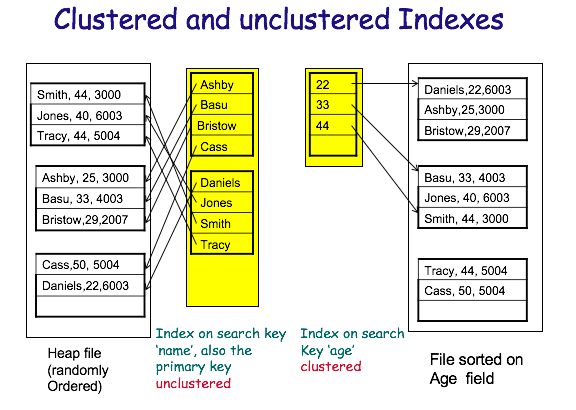 Clustered and unclustered Indexes
Smith, 44, 3000
Jones, 40, 6003
Tracy, 44, 5004
Ashby, 25, 3000
Basu, 33, 4003
Bristow,29,2007
Cass,50, 5004
Daniels,22,6003
Heap file
(randomly
Ordered)
Ashby
Basu
Bristow
Cass
Daniels
Jones
Smith
Tracy
Index on search key
‘name’, also the
primary key
unclustered
22
33
44
Index on search
Key ‘age’
clustered
Daniels,22,6003
Ashby,25,3000
Bristow,29,2007
Basu, 33, 4003
Jones, 40, 6003
Smith, 44, 3000
Tracy, 44, 5004
Cass, 50, 5004
File sorted on
Age field